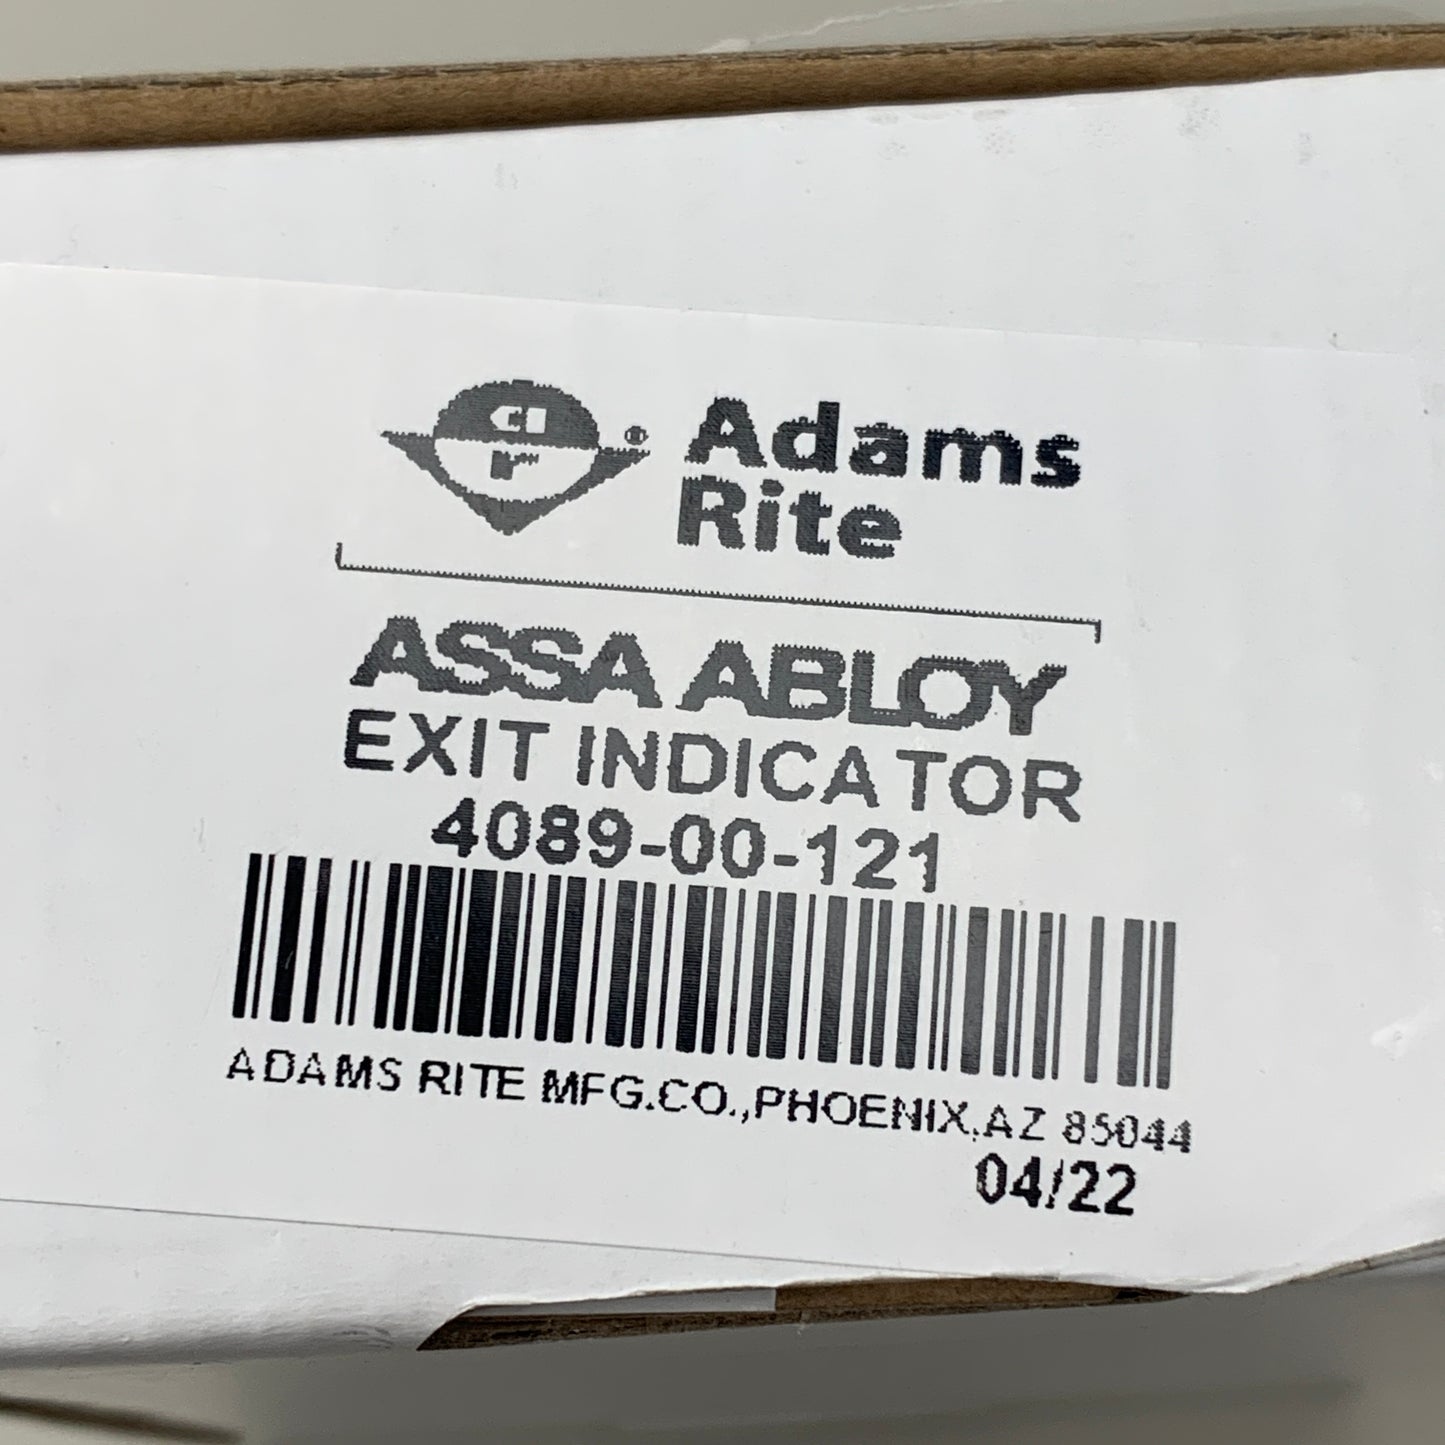 Adams
Rite
®
ASSA ABLOY
EXIT INDICATOR
4089-00-121
ADAMS RITE MFG.CO.,PHOENIX,AZ 85044
04/22